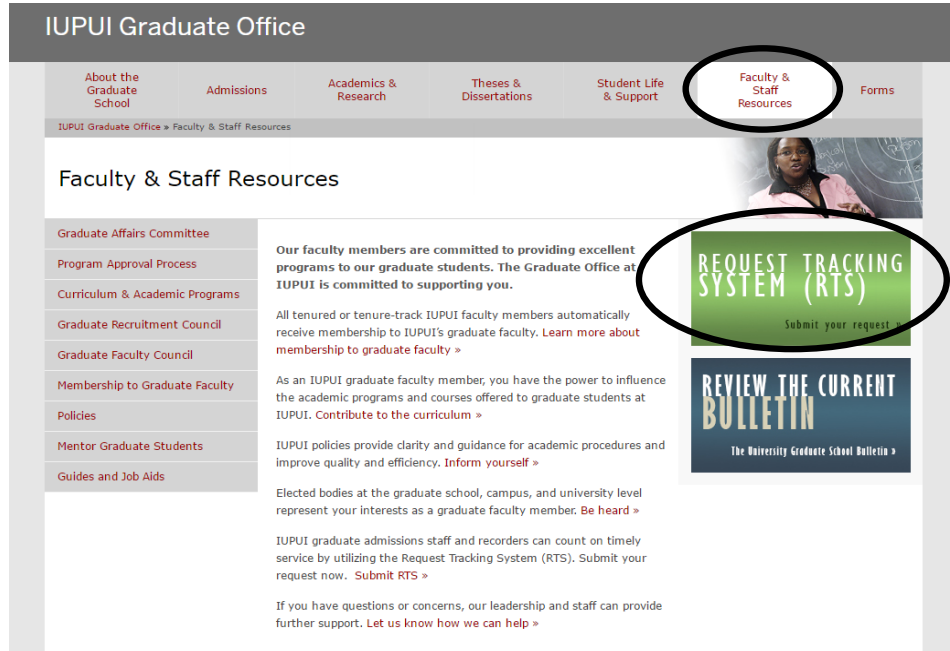 IUPUI Graduate Office
About the
Graduate
School
Admissions
Academics &
Research
Theses &
Dissertations
Student Life
& Support
Faculty &
Staff
Resources
Forms
IUPUI Graduate Office » Faculty & Staff Resources
Faculty & Staff Resources
Graduate Affairs Committee
Program Approval Process
Curriculum & Academic Programs
Graduate Recruitment Council
Graduate Faculty Council
Membership to Graduate Faculty
Policies
Mentor Graduate Students
Guides and Job Aids
Our faculty members are committed to providing excellent
programs to our graduate students. The Graduate Office at
IUPUI is committed to supporting you.
All tenured or tenure-track IUPUI faculty members automatically
receive membership to IUPUI’s graduate faculty. Learn more about
membership to graduate faculty »
As an IUPUI graduate faculty member, you have the power to influence
the academic programs and courses offered to graduate students at
IUPUI. Contribute to the curriculum »
IUPUI policies provide clarity and guidance for academic procedures and
improve quality and efficiency. Inform yourself »
Elected bodies at the graduate school, campus, and university level
represent your interests as a graduate faculty member. Be heard »
IUPUI graduate admissions staff and recorders can count on timely
service by utilizing the Request Tracking System (RTS). Submit your
request now. Submit RTS »
If you have questions or concerns, our leadership and staff can provide
further support. Let us know how we can help »
REQUEST TRACKING
SYSTEM (RTS)
Submit your request »
REVIEW THE CURRENT
BULLETIN
The University Graduate School Bulletin »